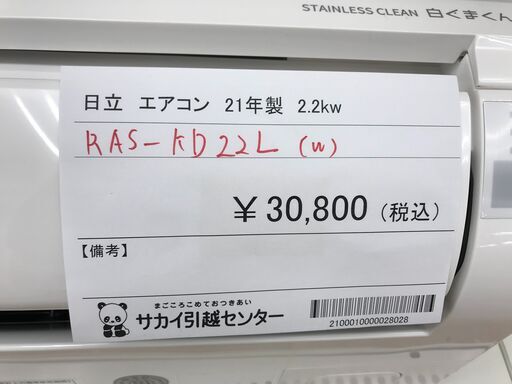 STAINLESS CLEAN 白くまくん
日立 エアコン 21年製 2.2kw
RAS-KD22L (W)
￥30,800（税込）
【備考】
まごころこめておつきあい
サカイ引越センター
2100010000028028